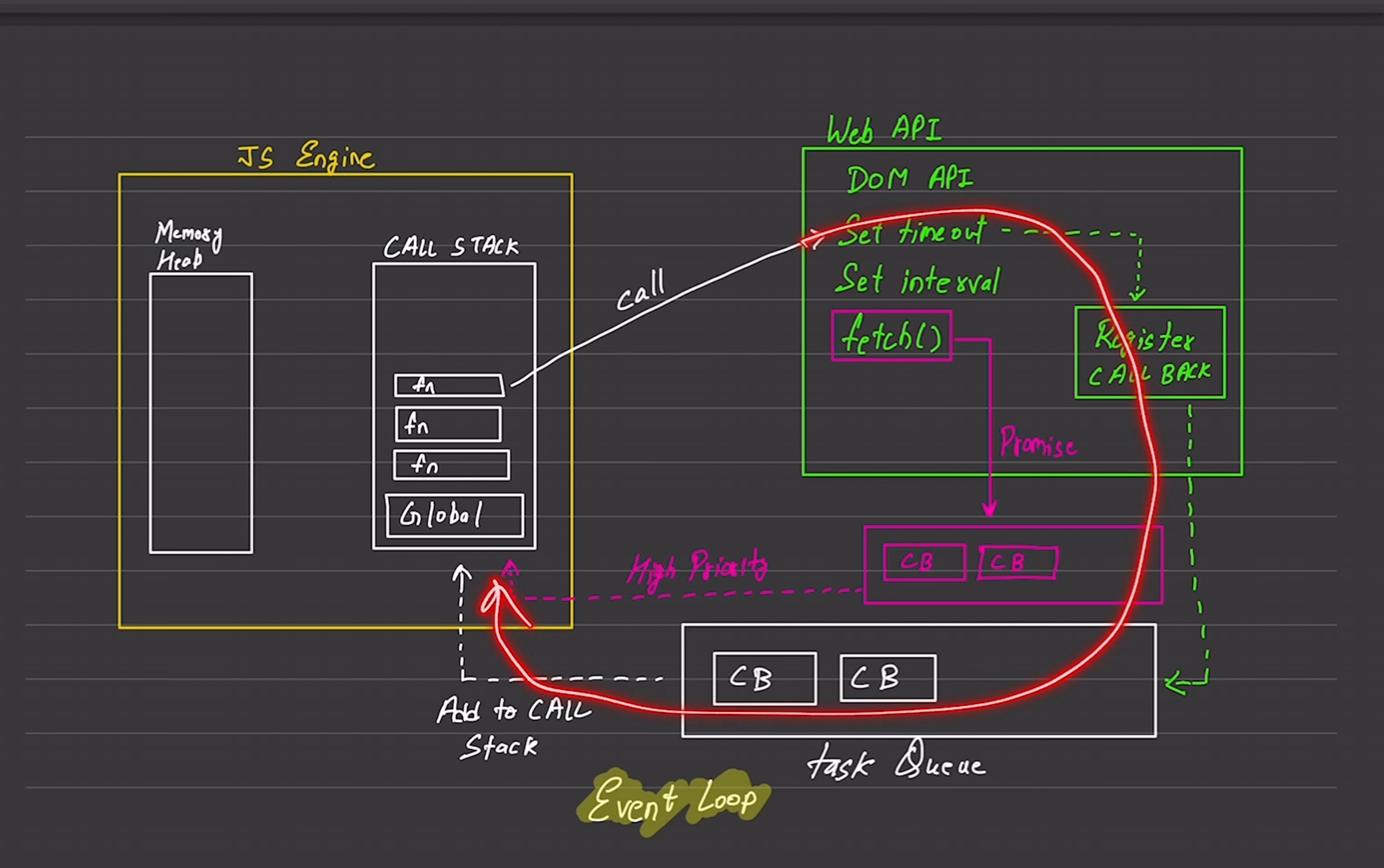 JS Engine
Memory
Heap
CALL STACK
fn
fn
fn
Global
call
Web API
DOM API
Set timeout
Set interval
fetch()
Register
CALL BACK
Promise
High Priority
CB CB
CB CB
Add to CALL
Stack
task Queue
Event Loop